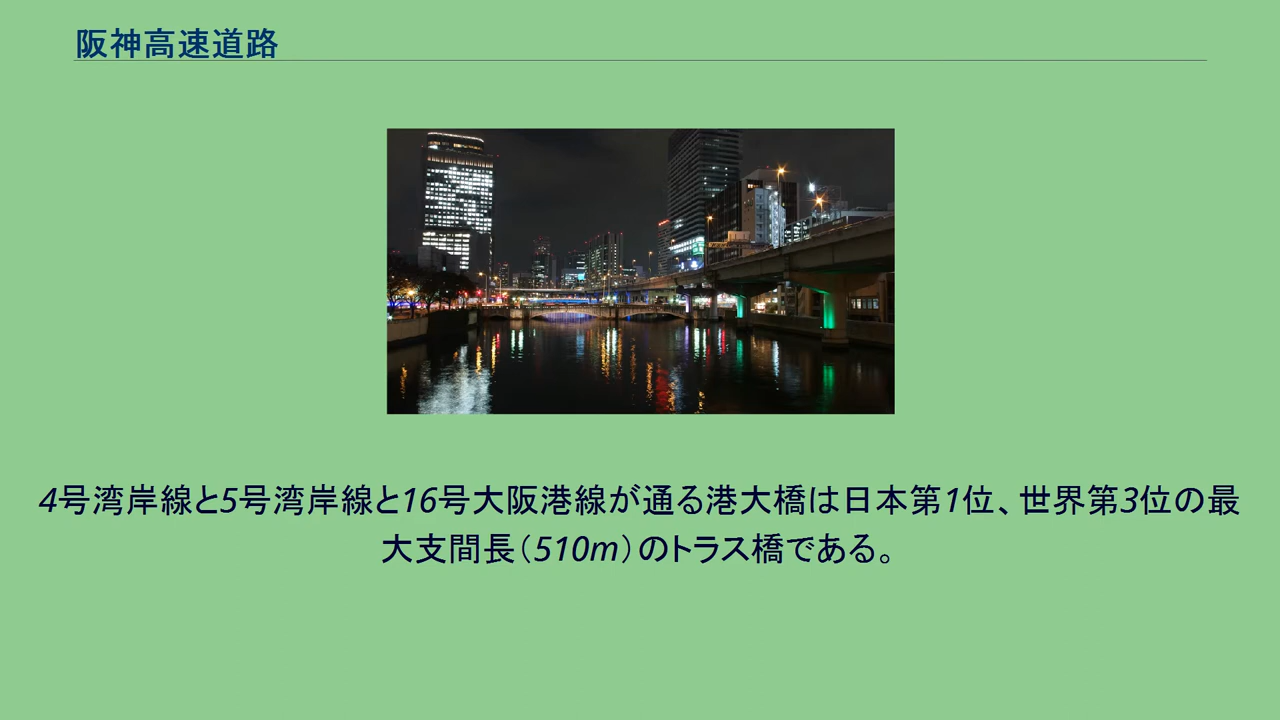 阪神高速道路
4号湾岸線と5号湾岸線と16号大阪港線が通る港大橋は日本第1位、世界第3位の最
大支間長（510m）のトラス橋である。